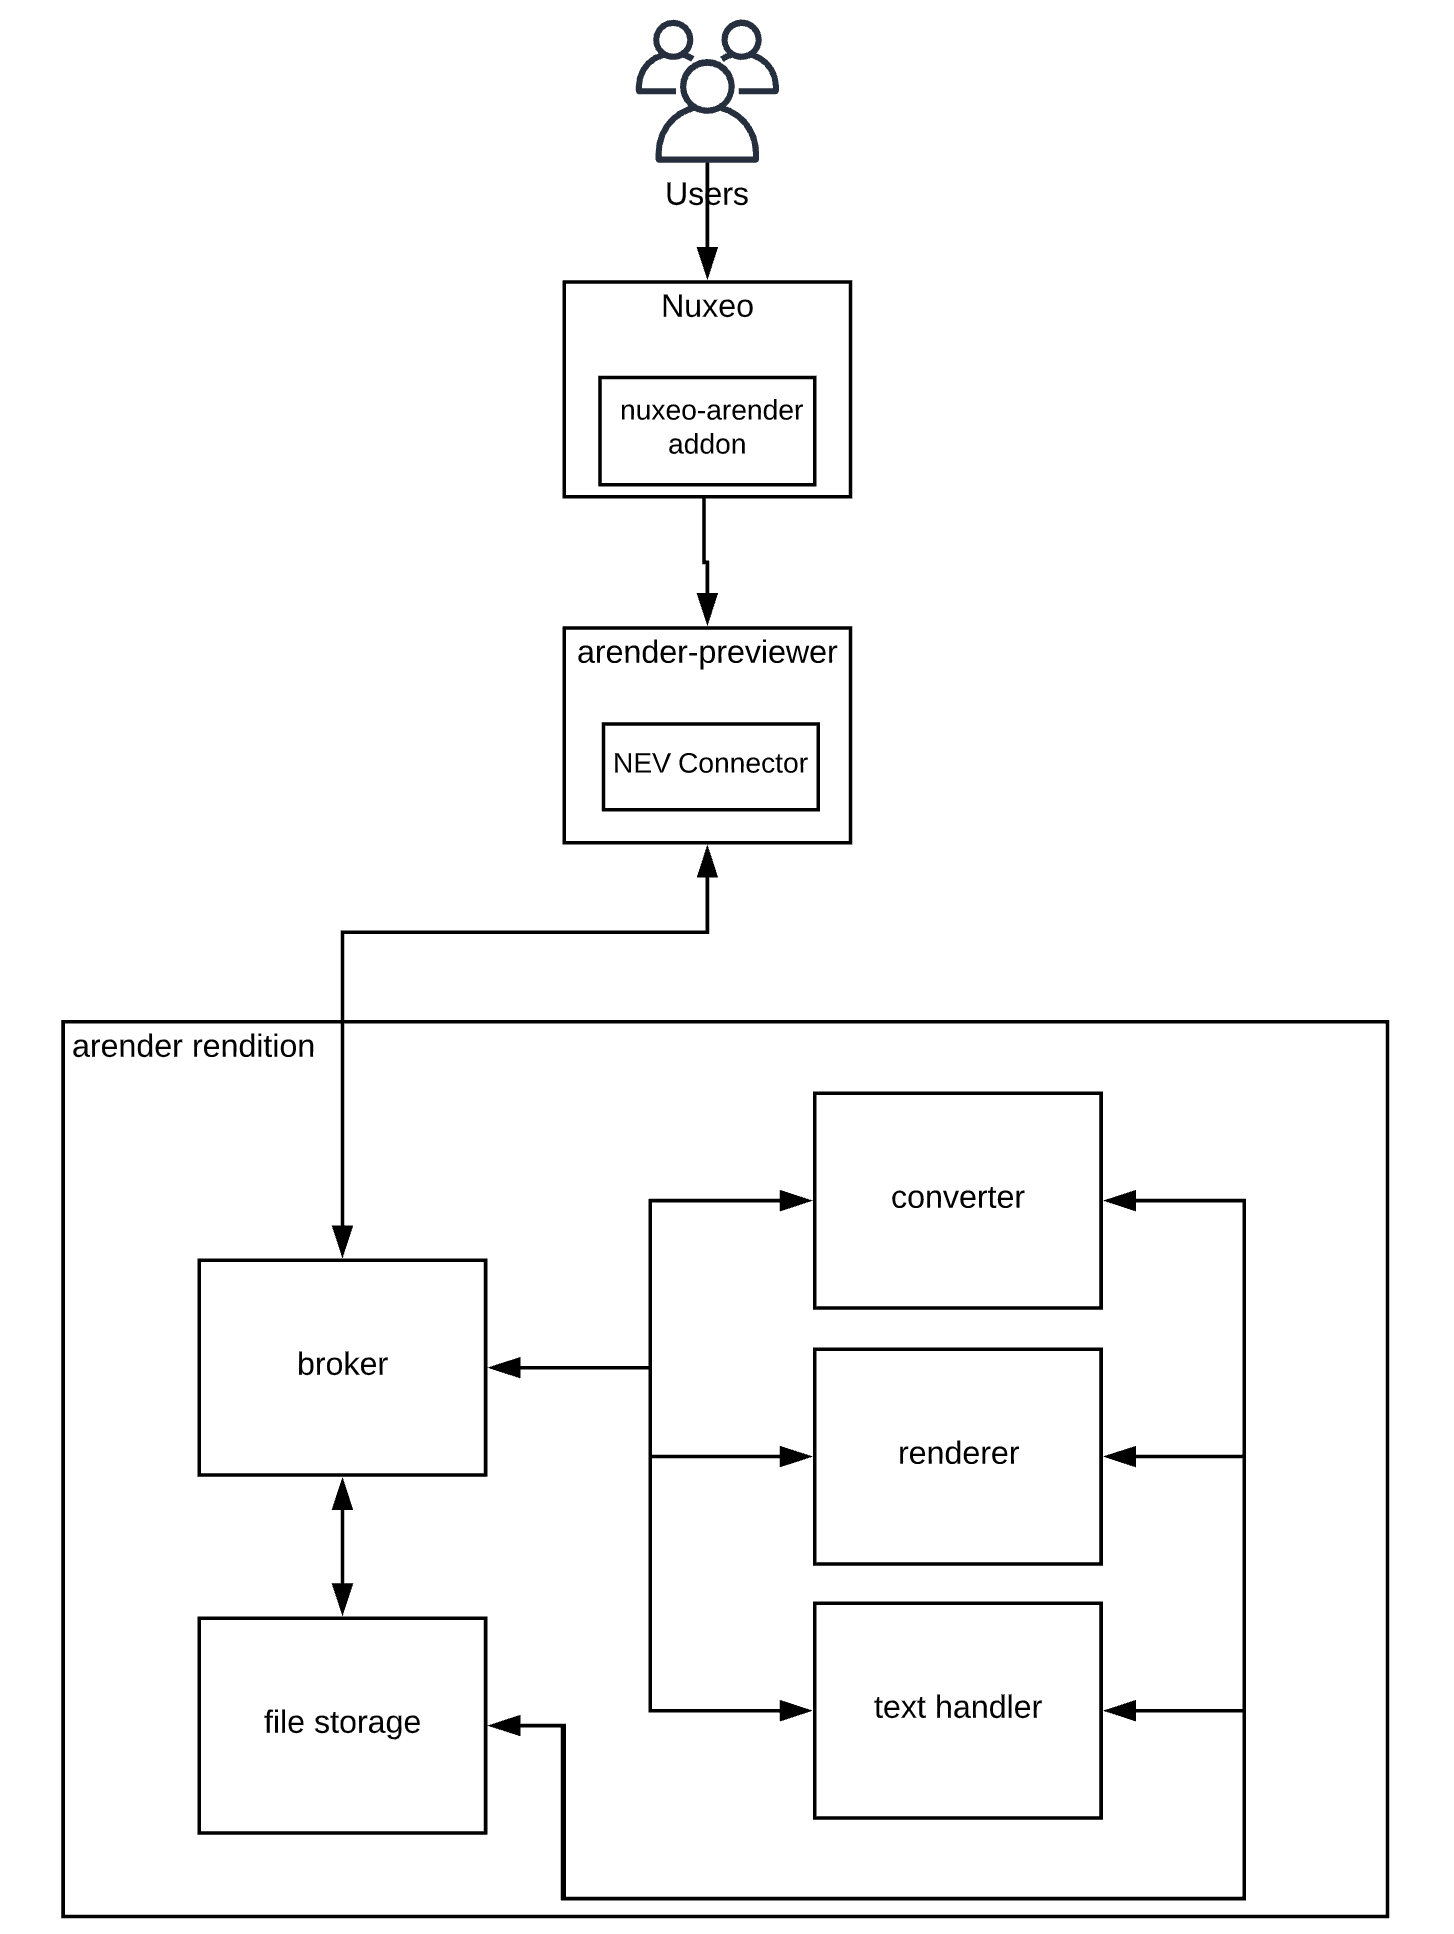 Users
Nuxeo
nuxeo-arender
addon
arender-previewer
NEV Connector
arender rendition
converter
broker
renderer
text handler
file storage